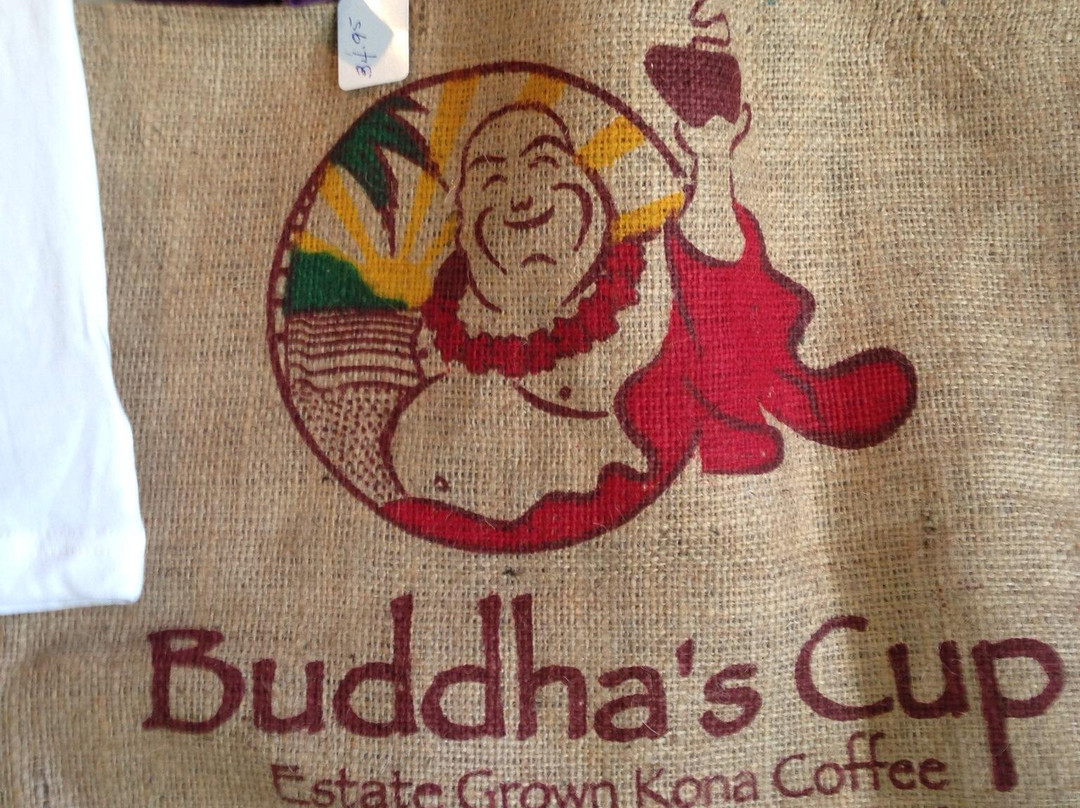 34.95
Buddha's Cup
Estate Grown Kona Coffee